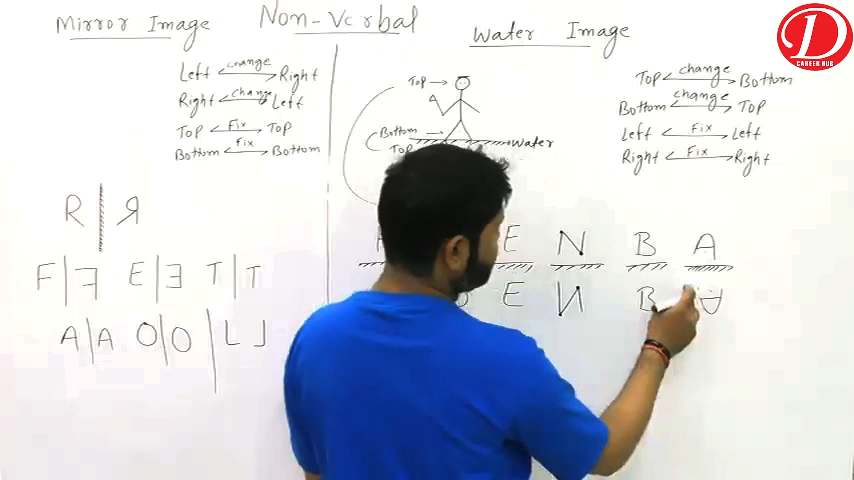 Mirror Image
Non-Verbal
Water Image
D
CAREER HUB
Left change Right
Right change Left
Top Fix Top
Bottom Fix Bottom
Top
Bottom
Top
Water
Top change Bottom
Bottom change Top
Left Fix Left
Right Fix Right
R Я
F E Ǝ T T
A A O O L
E N B A
E И B